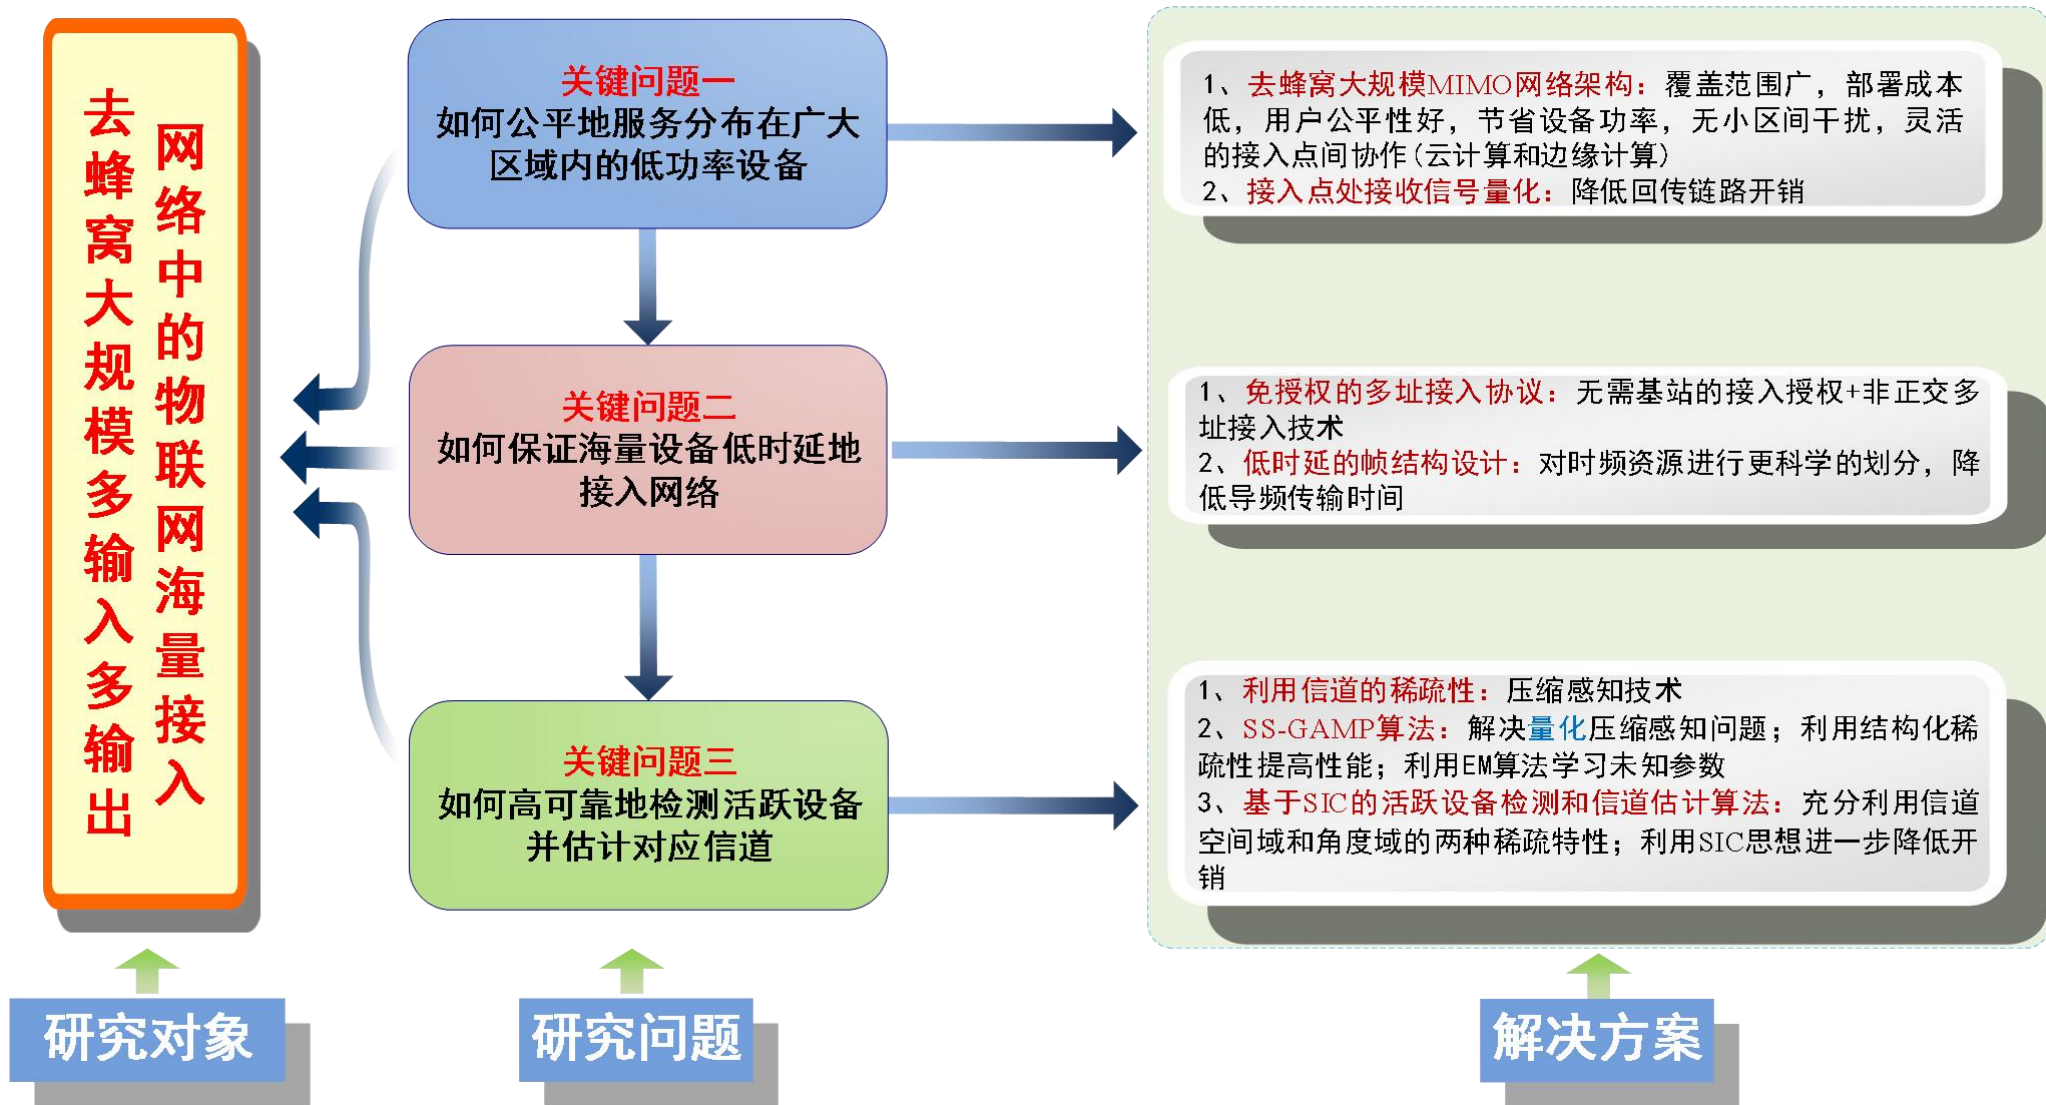 去蜂窝大规模多输入多输出
网络中的物联网海量接入
关键问题一
如何公平地服务分布在广大
区域内的低功率设备
关键问题二
如何保证海量设备低时延地
接入网络
关键问题三
如何高可靠地检测活跃设备
并估计对应信道
1、去蜂窝大规模MIMO网络架构：覆盖范围广，部署成本
低，用户公平性好，节省设备功率，无小区间干扰，灵活
的接入点间协作(云计算和边缘计算)
2、接入点处接收信号量化：降低回传链路开销
1、免授权的多址接入协议：无需基站的接入授权+非正交多
址接入技术
2、低时延的帧结构设计：对时频资源进行更科学的划分，降
低导频传输时间
1、利用信道的稀疏性：压缩感知技术
2、SS-GAMP算法：解决量化压缩感知问题；利用结构化稀
疏性提高性能；利用EM算法学习未知参数
3、基于SIC的活跃设备检测和信道估计算法：充分利用信道
空间域和角度域的两种稀疏特性；利用SIC思想进一步降低开
销
研究对象
研究问题
解决方案